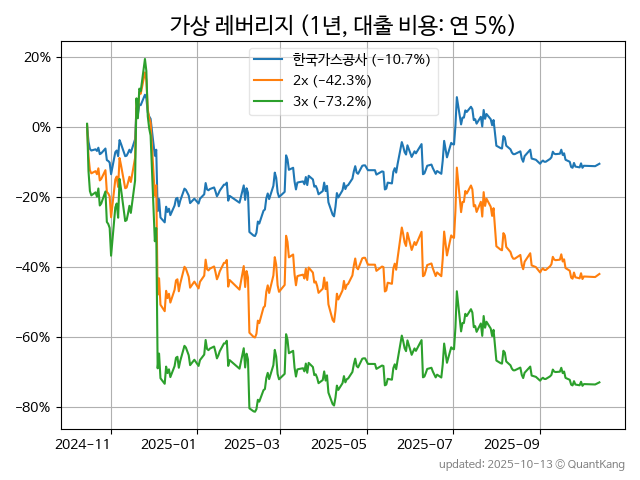 가상 레버리지 (1년, 대출 비용: 연 5%)
한국가스공사 (−10.7%)
2x (−42.3%)
3x (−73.2%)
20%
0%
−20%
−40%
−60%
−80%
2024-11
2025-01
2025-03
2025-05
2025-07
2025-09
updated: 2025-10-13 © QuantKang